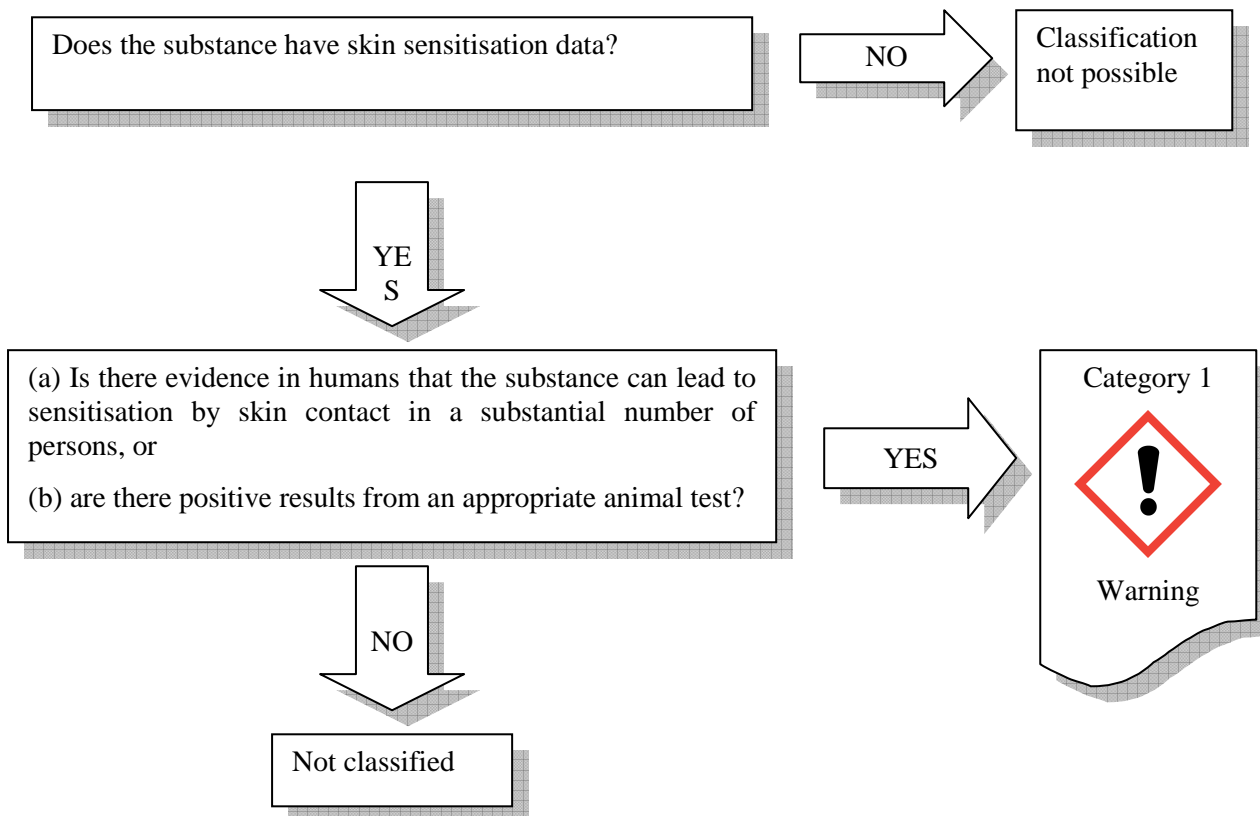 Does the substance have skin sensitisation data?
NO
Classification
not possible
YE
S
(a) Is there evidence in humans that the substance can lead to
sensitisation by skin contact in a substantial number of
persons, or
(b) are there positive results from an appropriate animal test?
YES
Category 1
Warning
NO
Not classified